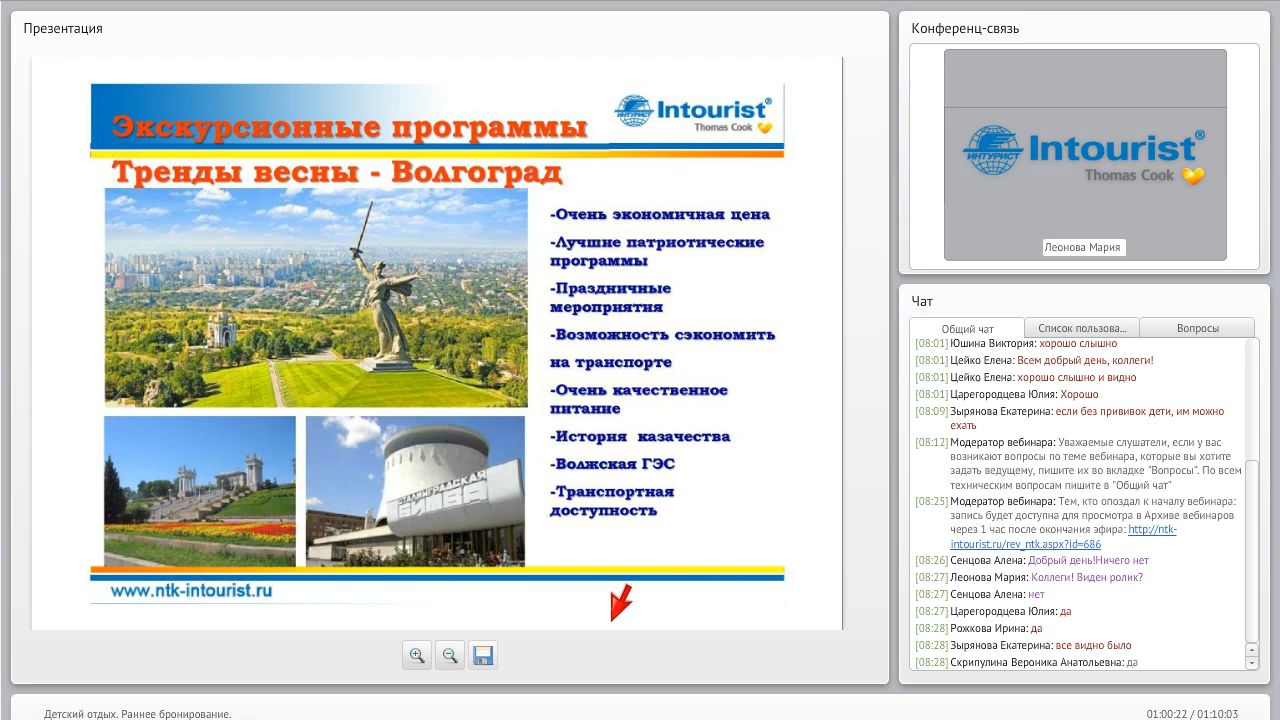 Презентация
Экскурсионные программы
Intourist®
Thomas Cook
Тренды весны - Волгоград
-Очень экономичная цена
-Лучшие патриотические
программы
-Праздничные
мероприятия
-Возможность сэкономить
на транспорте
-Очень качественное
питание
-История казачества
-Волжская ГЭС
-Транспортная
доступность
СТАЛИНГРАДСКАЯ
БИТВА
www.ntk-intourist.ru
Конференц-связь
ИНТУРИСТ
Intourist®
Thomas Cook
Леонова Мария
Чат
Общий чат
Список пользова...
Вопросы
[08:01] Юшина Виктория: хорошо слышно
[08:01] Цейко Елена: Всем добрый день, коллеги!
[08:01] Цейко Елена: хорошо слышно и видно
[08:01] Царегородцева Юлия: Хорошо
[08:09] Зырянова Екатерина: если без прививок дети, им можно
ехать
[08:12] Модератор вебинара: Уважаемые слушатели, если у вас
возникают вопросы по теме вебинара, которые вы хотите
задать ведущему, пишите их во вкладке "Вопросы". По всем
техническим вопросам пишите в "Общий чат"
[08:25] Модератор вебинара: Тем, кто опоздал к началу вебинара:
запись будет доступна для просмотра в Архиве вебинаров
через 1 час после окончания эфира: http://ntk-
intourist.ru/rev_ntk.aspx?id=686
[08:26] Сенцова Алена: Добрый день!Ничего нет
[08:27] Леонова Мария: Коллеги! Виден ролик?
[08:27] Сенцова Алена: нет
[08:27] Царегородцева Юлия: да
[08:28] Рожкова Ирина: да
[08:28] Зырянова Екатерина: все видно было
[08:28] Скрипулина Вероника Анатольевна: да
Детский отдых. Раннее бронирование.
01:00:22 / 01:10:03